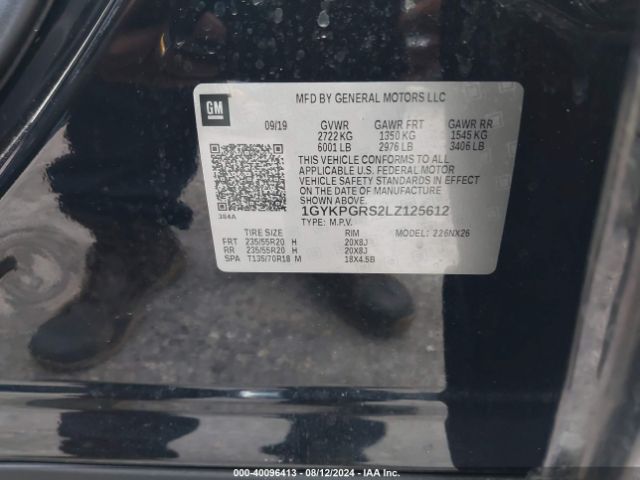 GM
MFD BY GENERAL MOTORS LLC
09/19 GVWR GAWR FRT GAWR RR
2722 KG 1350 KG 1545 KG
6001 LB 2976 LB 3406 LB
THIS VEHICLE CONFORMS TO ALL
APPLICABLE U.S. FEDERAL MOTOR
VEHICLE SAFETY STANDARDS IN EFFECT
ON THE DATE OF MANUFACTURE
SHOWN ABOVE.
384A
1GYKPGRS2LZ125612
TYPE: M.P.V. MODEL: 226NX26
TIRE SIZE RIM
FRT 235/55R20 H 20X8J
RR 235/55R20 H 20X8J
SPA T135/70R18 M 18X4.5B
000-40096413 - 08/12/2024 - IAA Inc.